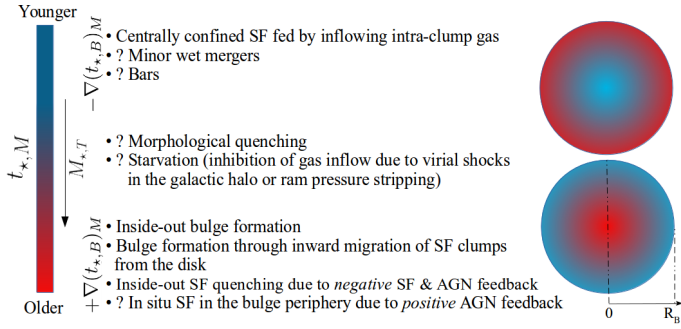 Younger
t⋆,M
Older
M⋆,T
−∇(t⋆,B)M
• Centrally confined SF fed by inflowing intra-clump gas
• ? Minor wet mergers
• ? Bars
• ? Morphological quenching
• ? Starvation (inhibition of gas inflow due to virial shocks
in the galactic halo or ram pressure stripping)
+∇(t⋆,B)M
• Inside-out bulge formation
• Bulge formation through inward migration of SF clumps
from the disk
• Inside-out SF quenching due to negative SF & AGN feedback
• ? In situ SF in the bulge periphery due to positive AGN feedback
0
RB